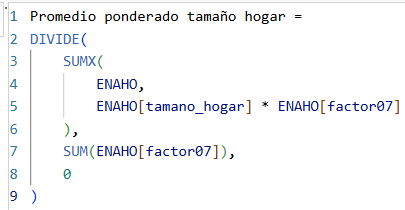 1 Promedio ponderado tamaño hogar =
2 DIVIDE(
3     SUMX(
4         ENAHO,
5         ENAHO[tamano_hogar] * ENAHO[factor07]
6     ),
7     SUM(ENAHO[factor07]),
8     0
9 )